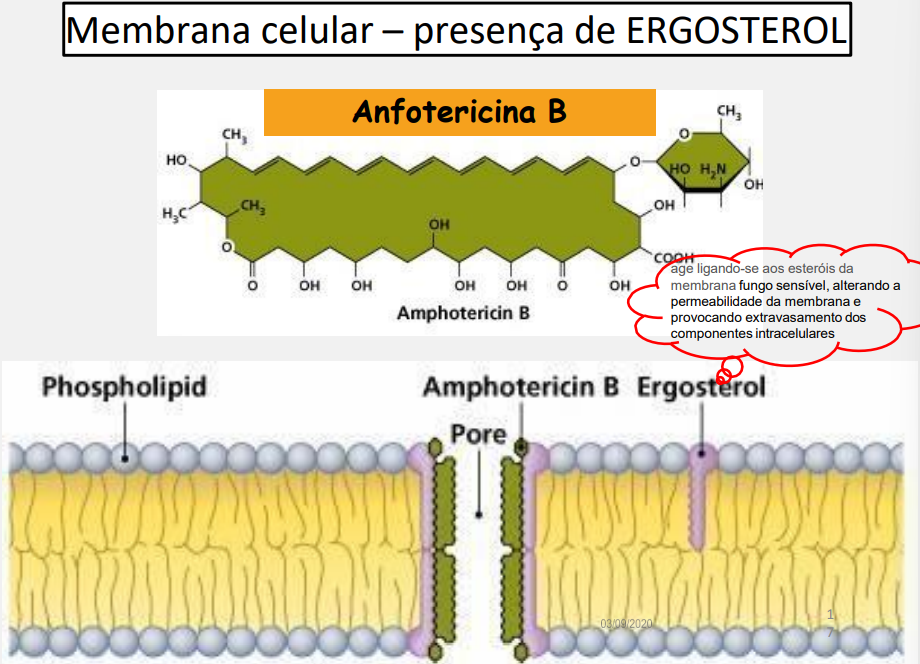 Membrana celular – presença de ERGOSTEROL
Anfotericina B
CH3
HO
H3C
CH3
O
O
OH
OH
OH
OH
OH
O
OH
COOH
OH
O
O
CH3
HO
H2N
OH
Amphotericin B
age ligando-se aos esteróis da
membrana fungo sensível, alterando a
permeabilidade da membrana e
provocando extravasamento dos
componentes intracelulares
Phospholipid
Amphotericin B
Ergosterol
Pore
03/09/2020
1
7